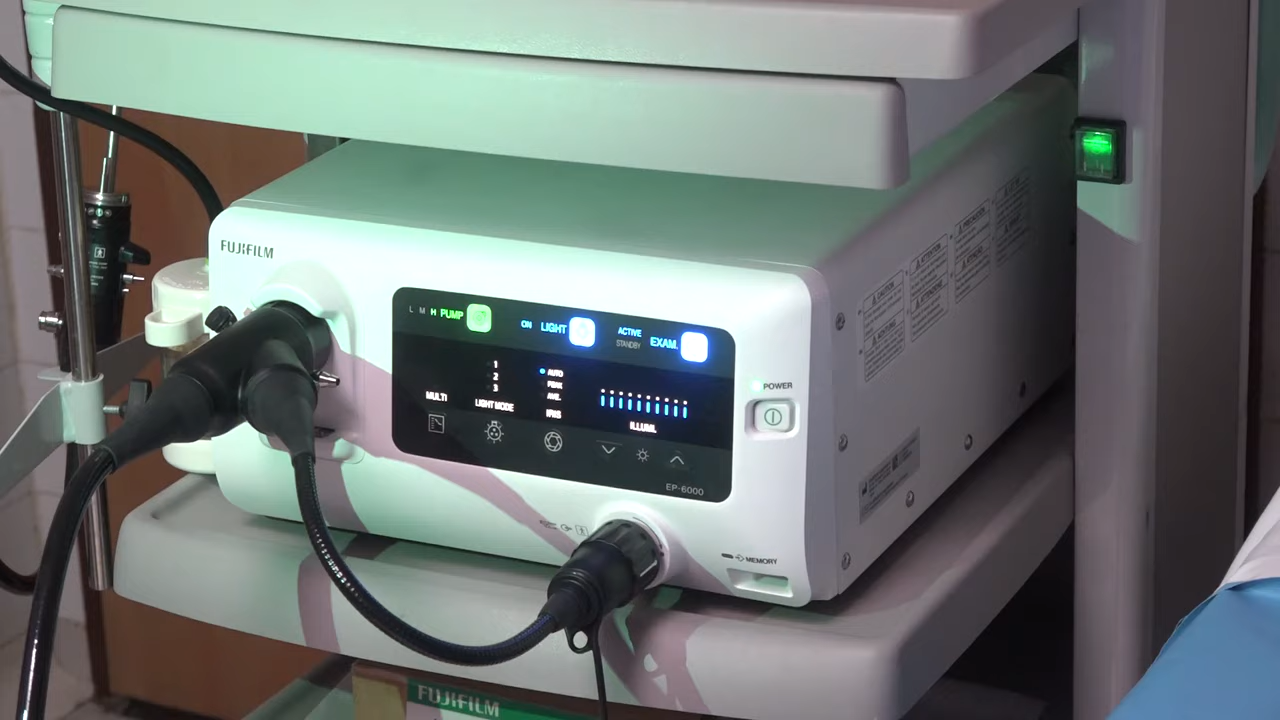 FUJIFILM
L M H PUMP
ON LIGHT
ACTIVE
STANDBY
EXAM.
POWER
MULTI
1
2
3
LIGHT MODE
AUTO
PEAK
AVE.
IRIS
ILLUMI.
EP-6000
MEMORY
FUJIFILM